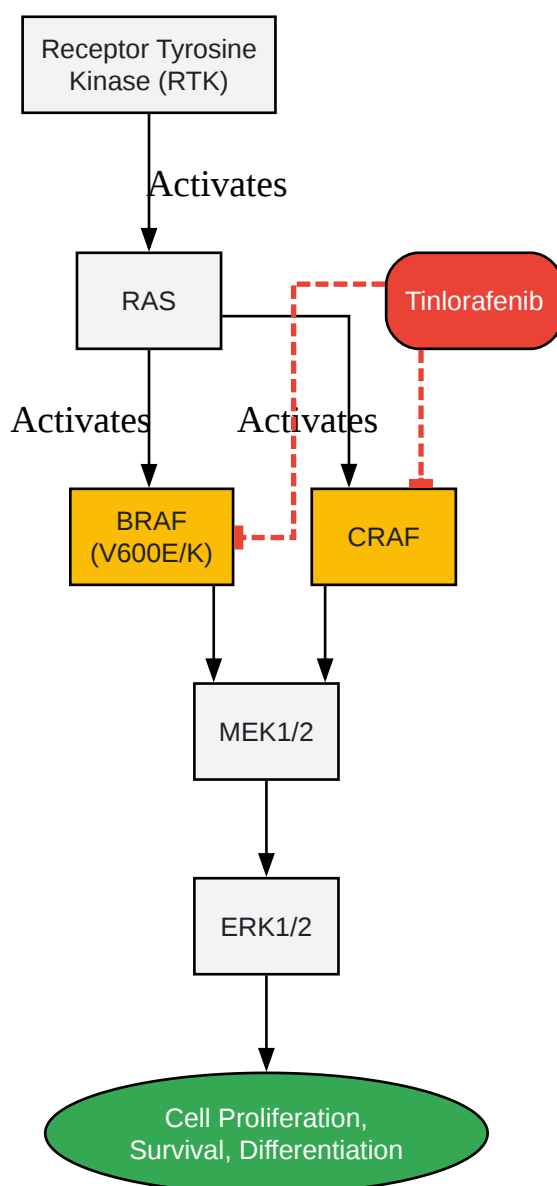 Receptor Tyrosine
Kinase (RTK)
Activates
RAS
Tinlorafenib
Activates
Activates
BRAF
(V600E/K)
CRAF
MEK1/2
ERK1/2
Cell Proliferation,
Survival, Differentiation